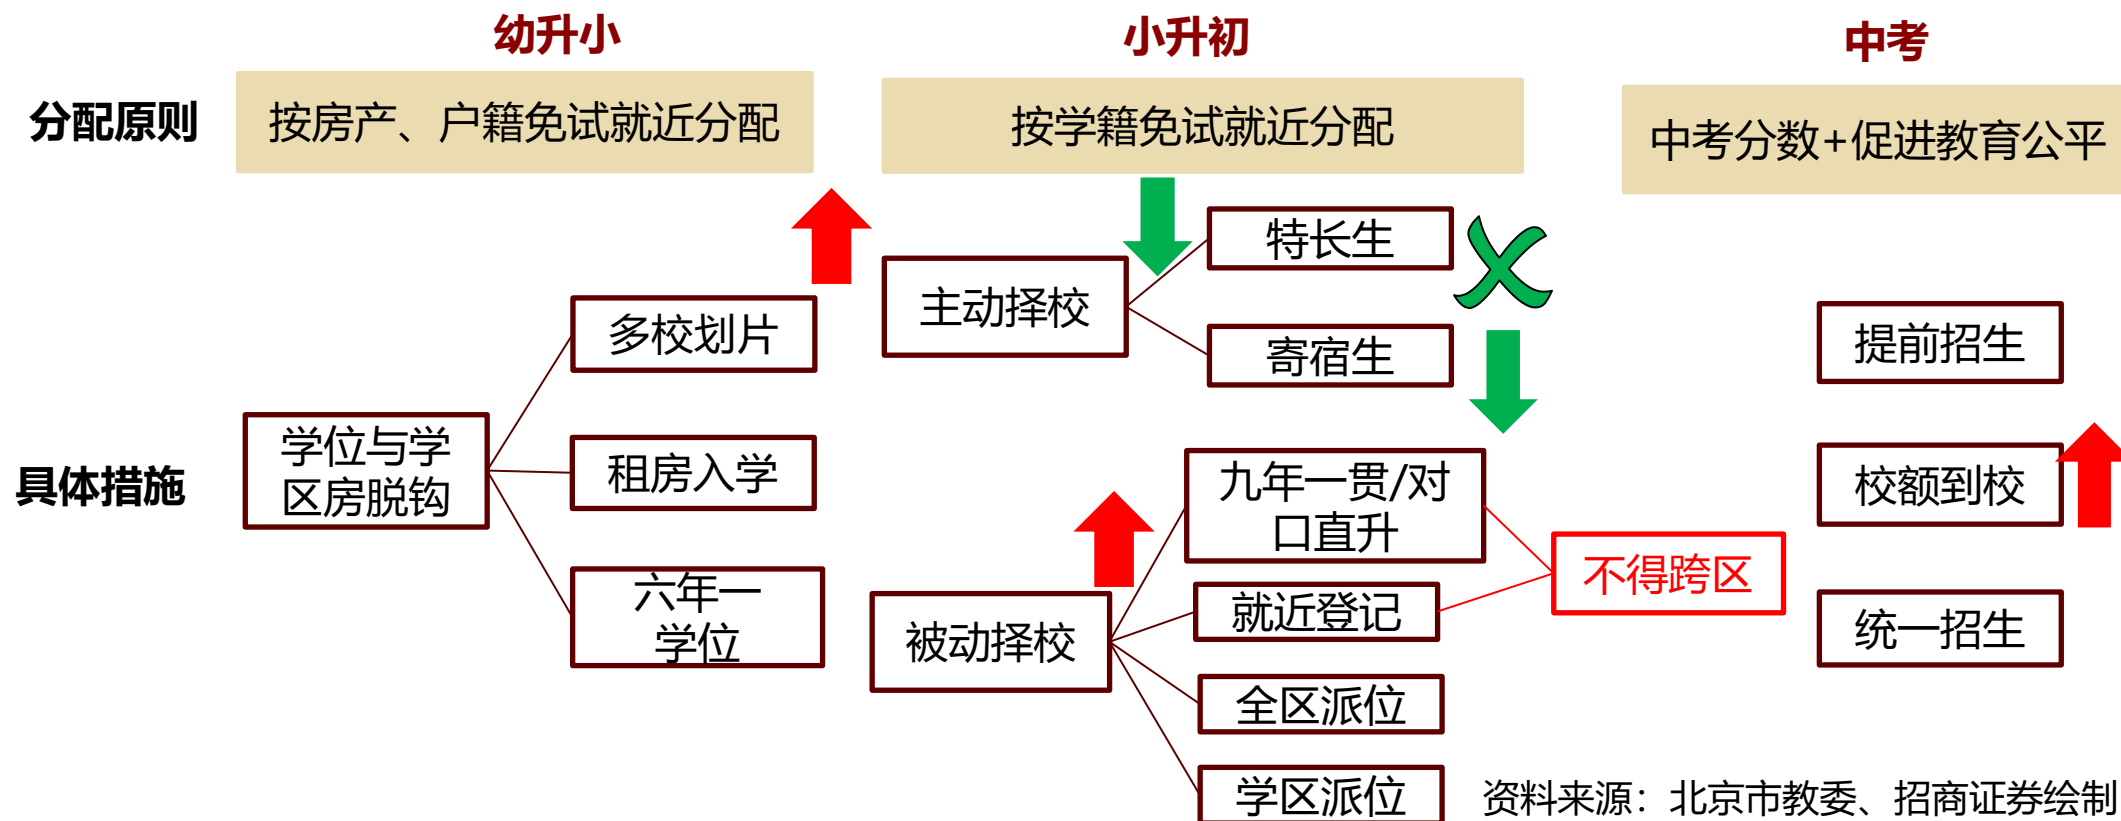 幼升小
小升初
中考
分配原则
按房产、户籍免试就近分配
按学籍免试就近分配
中考分数+促进教育公平
具体措施
学位与学
区房脱钩
多校划片
租房入学
六年一
学位
主动择校
特长生
寄宿生
被动择校
九年一贯/对
口直升
就近登记
全区派位
学区派位
不得跨区
提前招生
校额到校
统一招生
资料来源：北京市教委、招商证券绘制